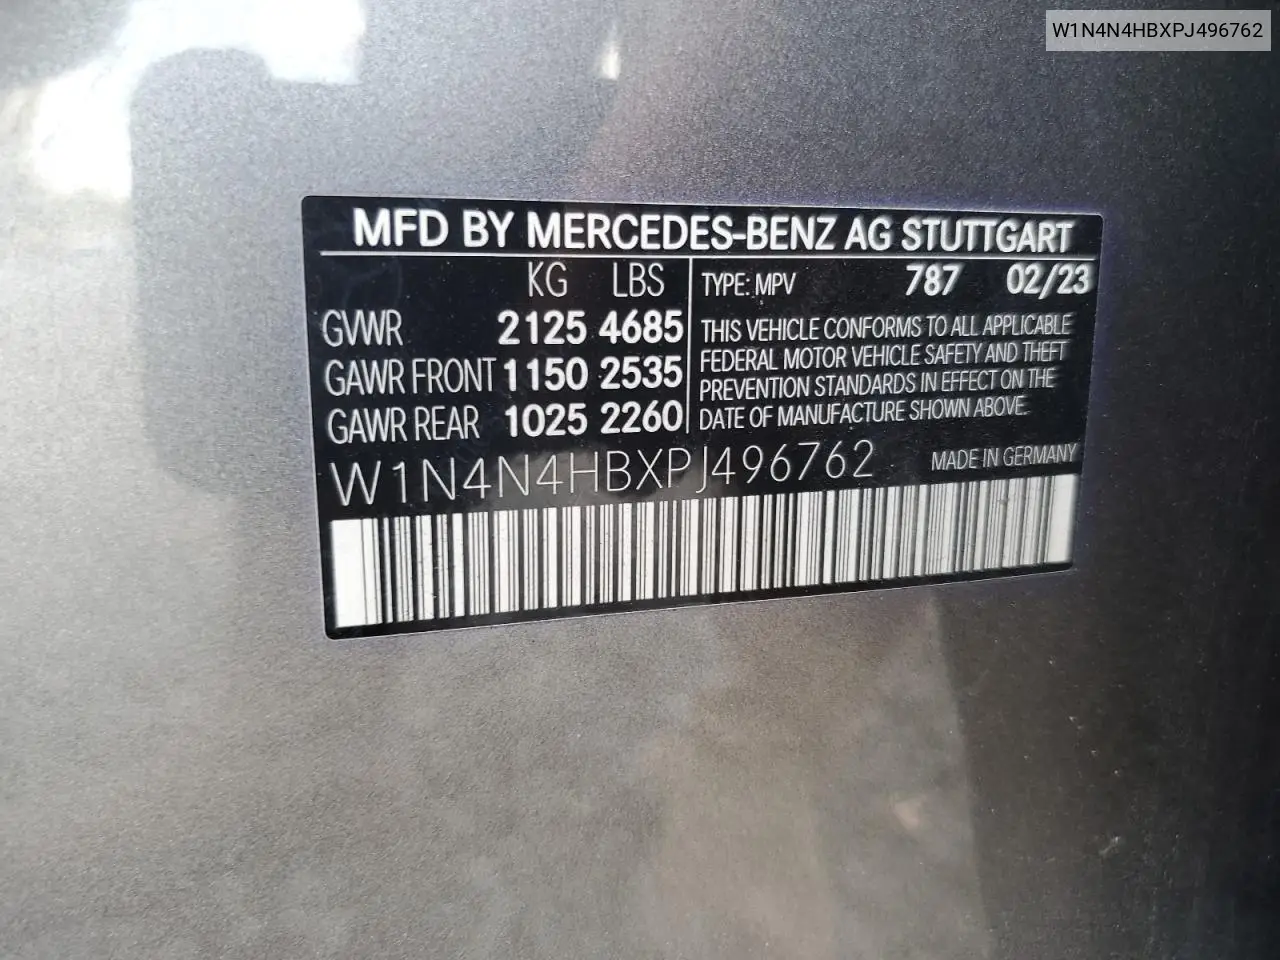 W1N4N4HBXPJ496762
MFD BY MERCEDES-BENZ AG STUTTGART
KG LBS
GVWR 2125 4685
GAWR FRONT 1150 2535
GAWR REAR 1025 2260
TYPE: MPV 787 02/23
THIS VEHICLE CONFORMS TO ALL APPLICABLE
FEDERAL MOTOR VEHICLE SAFETY AND THEFT
PREVENTION STANDARDS IN EFFECT ON THE
DATE OF MANUFACTURE SHOWN ABOVE.
W1N4N4HBXPJ496762 MADE IN GERMANY